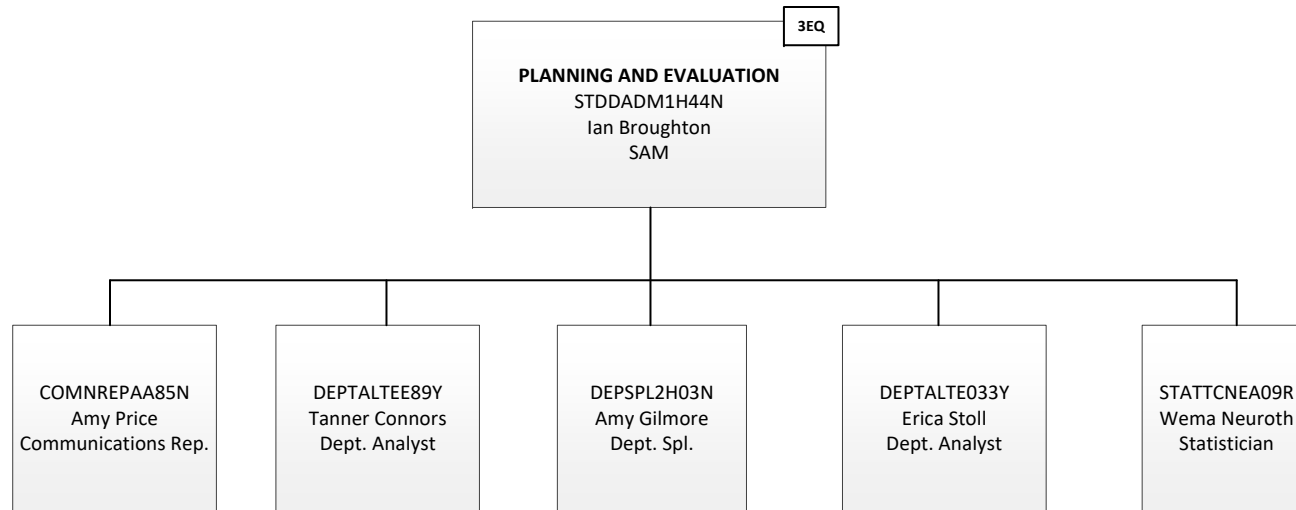 3EQ
PLANNING AND EVALUATION
STDDADM1H44N
Ian Broughton
SAM
COMNREPAA85N
Amy Price
Communications Rep.
DEPTALTEE89Y
Tanner Connors
Dept. Analyst
DEPSPL2H03N
Amy Gilmore
Dept. Spl.
DEPTALTE033Y
Erica Stoll
Dept. Analyst
STATTCNEA09R
Wema Neuroth
Statistician